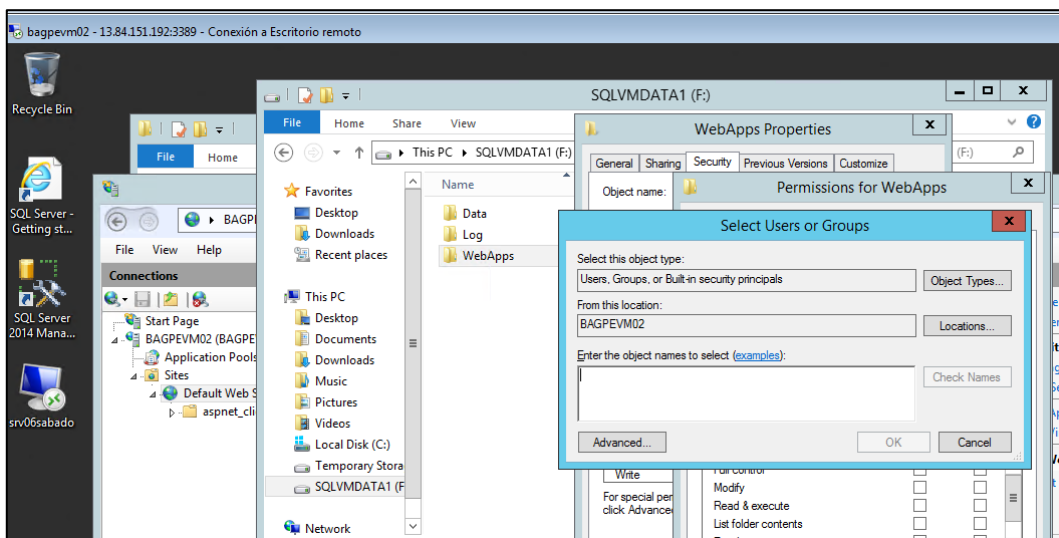 bagpevm02 - 13.84.151.192:3389 - Conexión a Escritorio remoto
Recycle Bin
SQL Server -
Getting st...
SQL Server
2014 Mana...
srv06sabado
File Home
BAGPE
File View Help
Connections
Start Page
BAGPEVM02 (BAGPE
Application Pools
Sites
Default Web S
aspnet_cli
SQLVMDATA1 (F:)
File Home Share View
This PC SQLVMDATA1 (F:)
(F:)
Favorites
Desktop
Downloads
Recent places
This PC
Desktop
Documents
Downloads
Music
Pictures
Videos
Local Disk (C:)
Temporary Stora
SQLVMDATA1 (F
Network
Name
Data
Log
WebApps
WebApps Properties
General Sharing Security Previous Versions Customize
Object name:
Permissions for WebApps
Select Users or Groups
Select this object type:
Users, Groups, or Built-in security principals
Object Types...
From this location:
BAGPEVM02
Locations...
Enter the object names to select (examples):
Check Names
Advanced...
OK
Cancel
Write
For special per
click Advanced
Full control
Modify
Read & execute
List folder contents